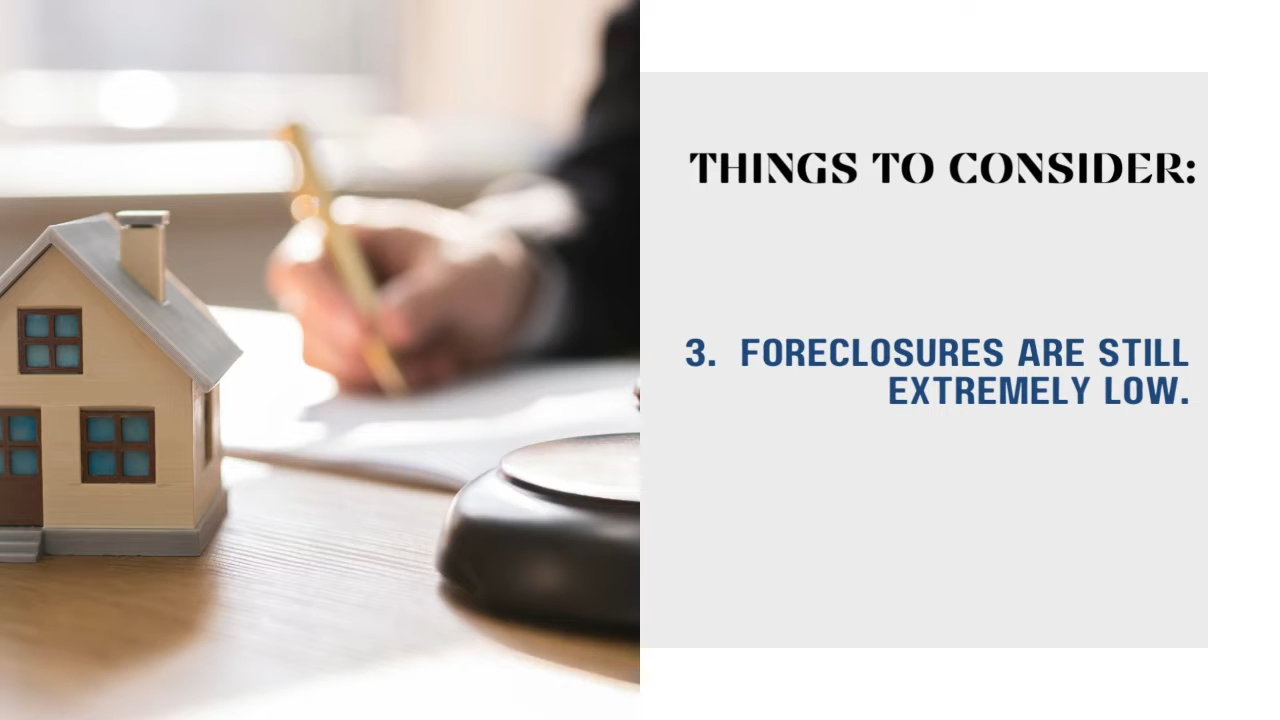 THINGS TO CONSIDER:
3. FORECLOSURES ARE STILL
EXTREMELY LOW.